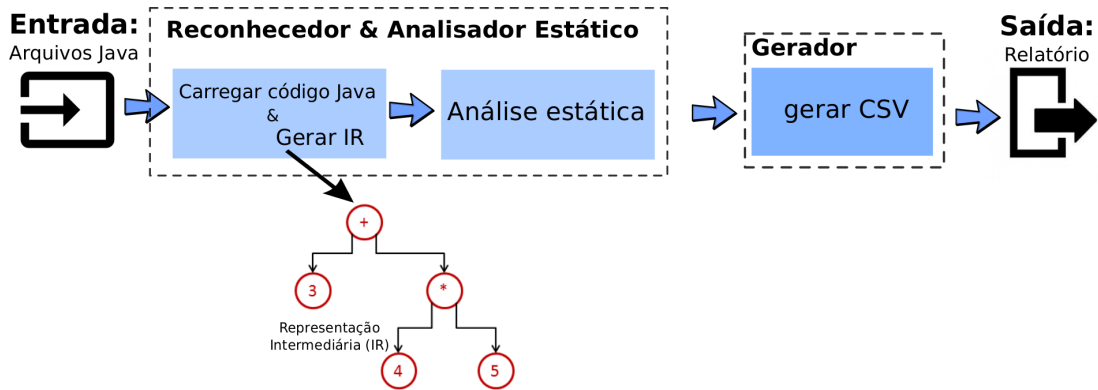 Entrada:
Arquivos Java
Reconhecedor & Analisador Estático
Carregar código Java
&
Gerar IR
Análise estática
Gerador
gerar CSV
Saída:
Relatório
+
3
*
Representação
Intermediária (IR)
4
5